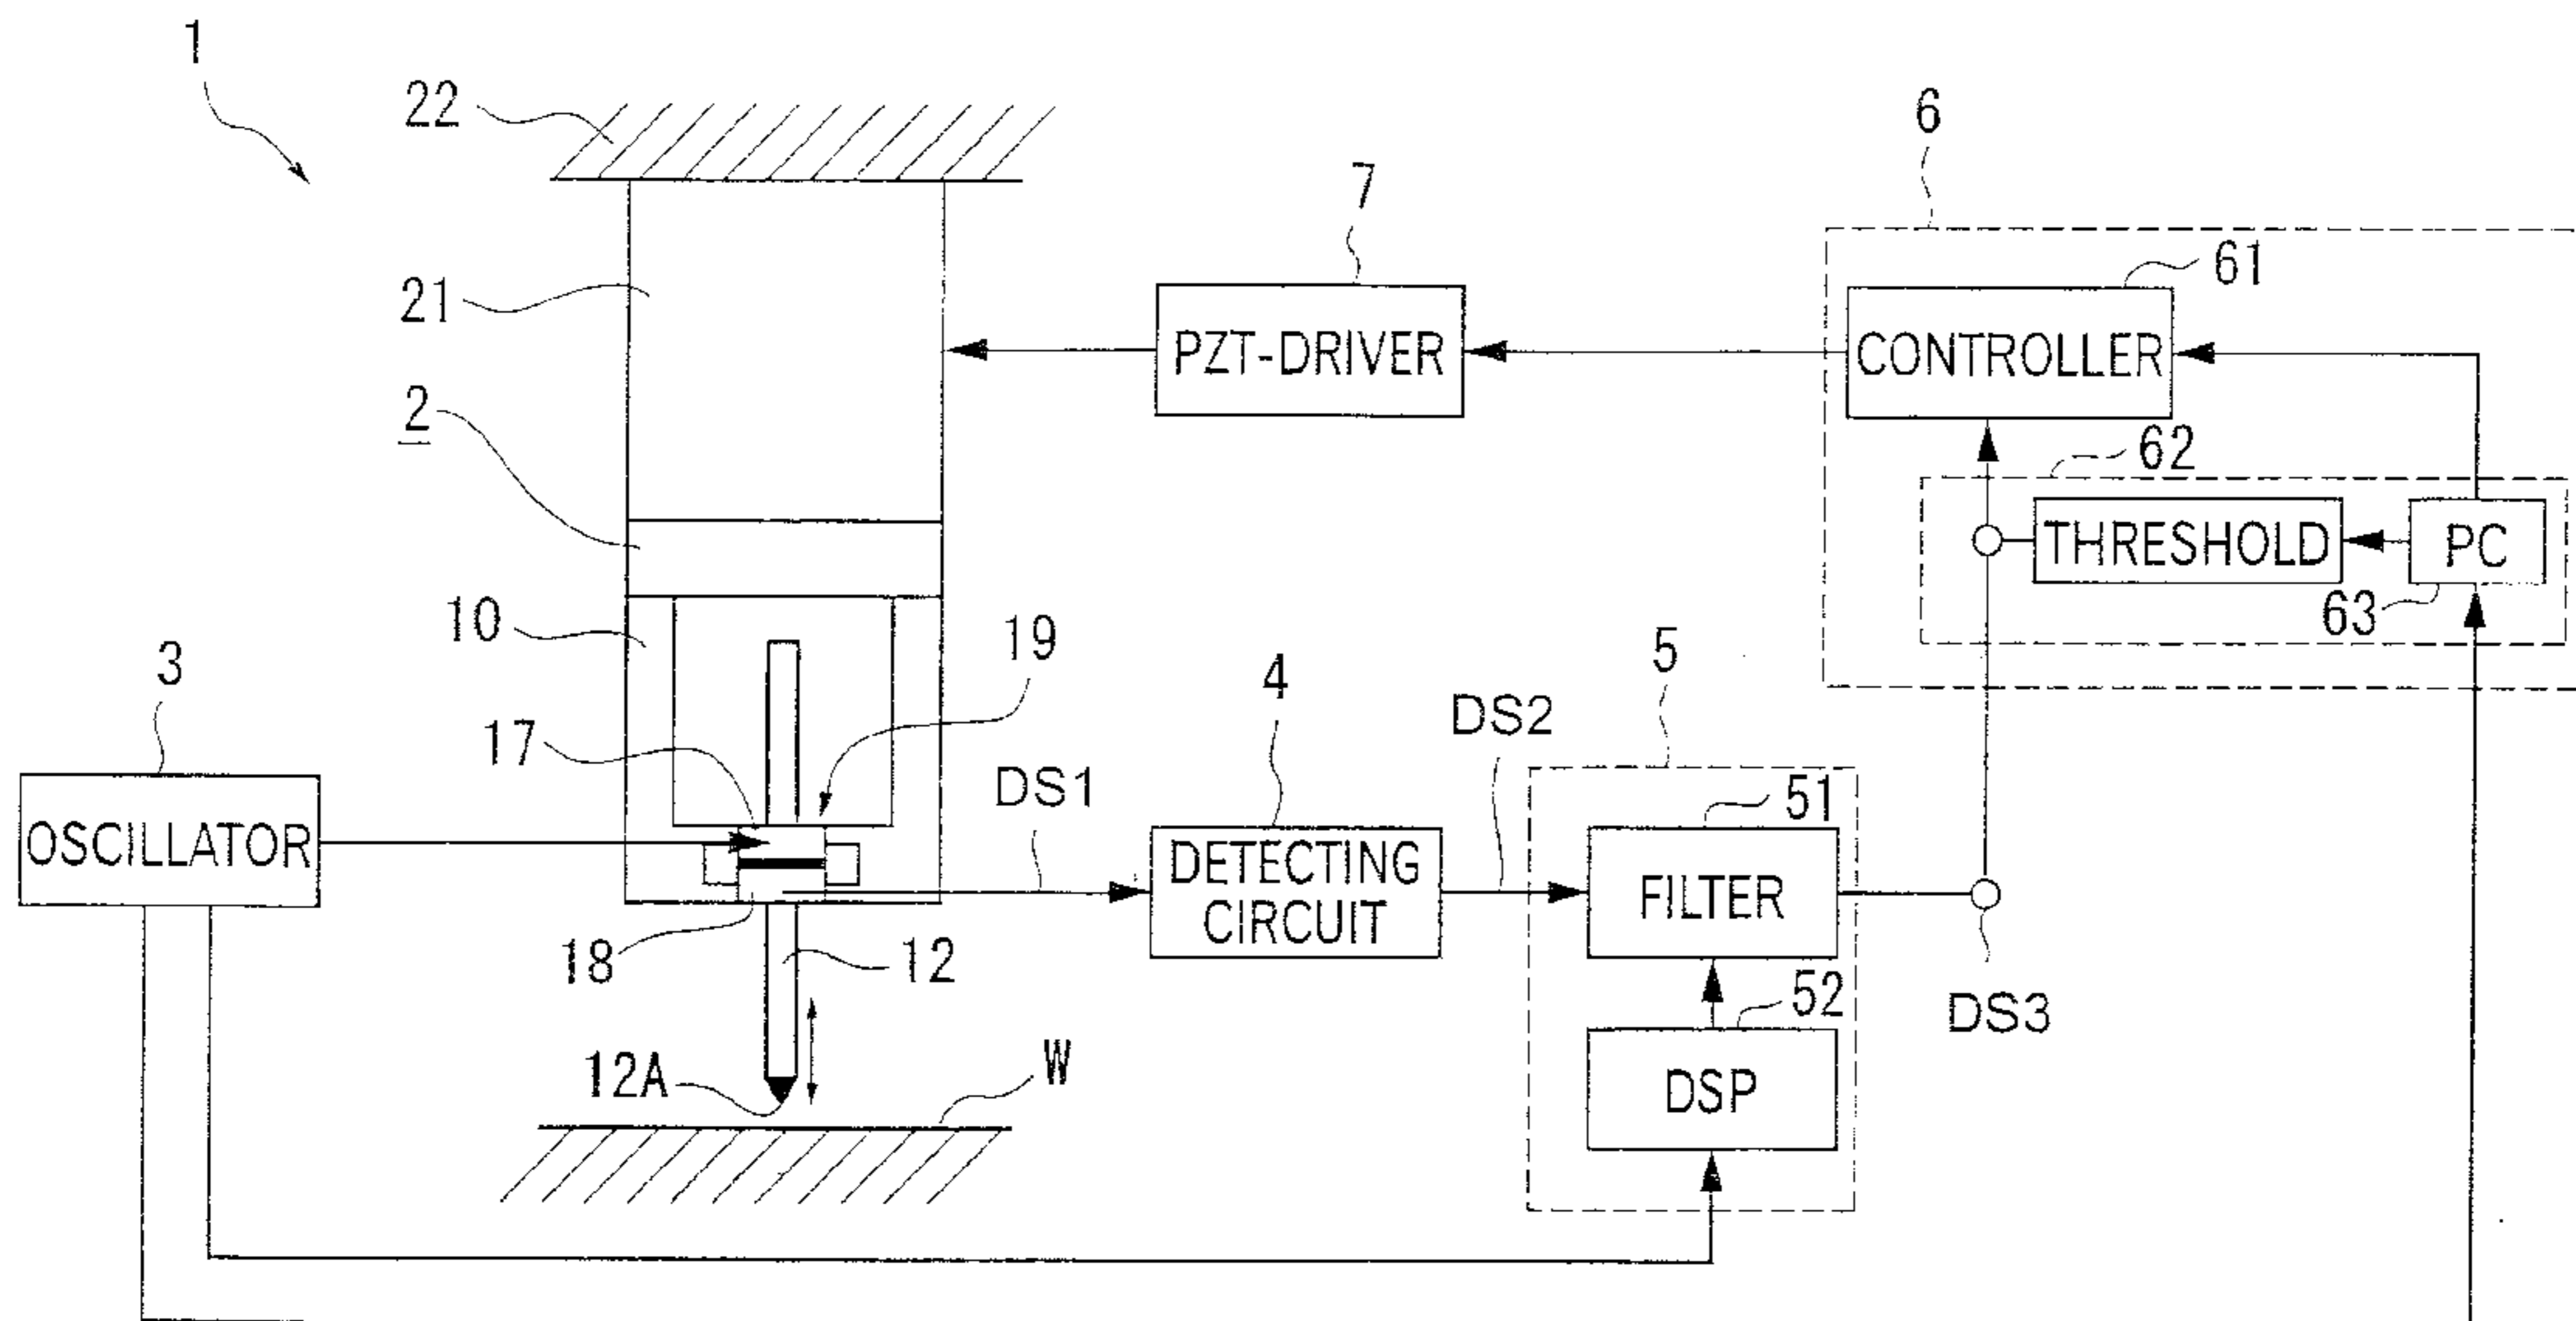 1
22
6
7
61
21
PZT-DRIVER
CONTROLLER
2
62
THRESHOLD
PC
10
19
63
3
5
4
17
DS2
DS1
51
OSCILLATOR
DETECTING
CIRCUIT
FILTER
18
12
52
DS3
12A
W
DSP